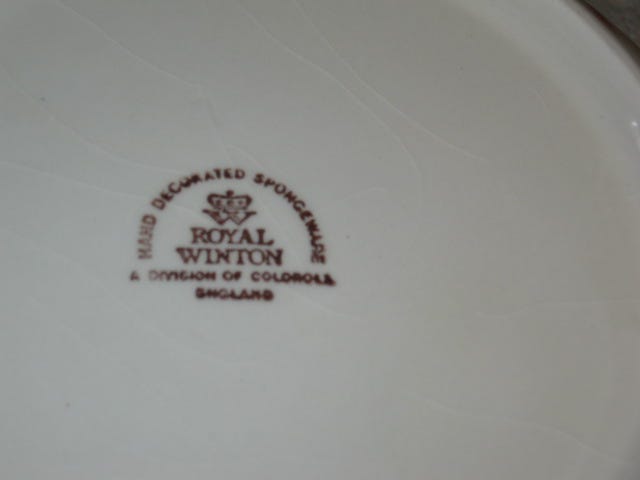 HAND DECORATED SPONGEWARE
ROYAL
WINTON
A DIVISION OF COLOROLL
ENGLAND